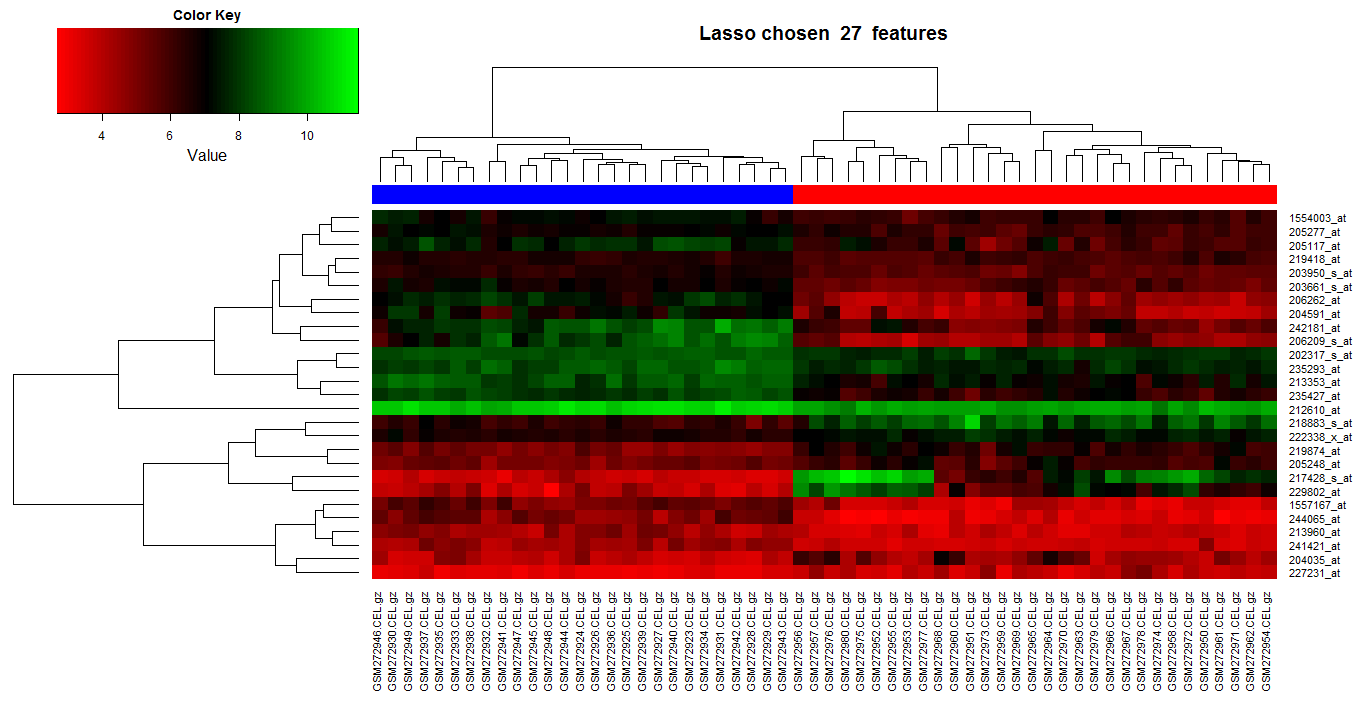 Color Key
4 6 8 10
Value
Lasso chosen 27 features
1554003_at
205277_at
205117_at
219418_at
203950_s_at
203661_s_at
206262_at
204591_at
242181_at
206209_s_at
202317_s_at
235293_at
213353_at
235427_at
212610_at
218883_s_at
222338_x_at
219874_at
205248_at
217428_s_at
229802_at
1557167_at
244065_at
213960_at
241421_at
204035_at
227231_at
GSM272946.CEL.gz
GSM272930.CEL.gz
GSM272949.CEL.gz
GSM272937.CEL.gz
GSM272935.CEL.gz
GSM272933.CEL.gz
GSM272938.CEL.gz
GSM272932.CEL.gz
GSM272941.CEL.gz
GSM272947.CEL.gz
GSM272945.CEL.gz
GSM272948.CEL.gz
GSM272944.CEL.gz
GSM272924.CEL.gz
GSM272926.CEL.gz
GSM272936.CEL.gz
GSM272925.CEL.gz
GSM272939.CEL.gz
GSM272927.CEL.gz
GSM272940.CEL.gz
GSM272923.CEL.gz
GSM272934.CEL.gz
GSM272931.CEL.gz
GSM272942.CEL.gz
GSM272928.CEL.gz
GSM272929.CEL.gz
GSM272943.CEL.gz
GSM272956.CEL.gz
GSM272957.CEL.gz
GSM272976.CEL.gz
GSM272980.CEL.gz
GSM272975.CEL.gz
GSM272952.CEL.gz
GSM272955.CEL.gz
GSM272953.CEL.gz
GSM272977.CEL.gz
GSM272968.CEL.gz
GSM272960.CEL.gz
GSM272951.CEL.gz
GSM272973.CEL.gz
GSM272959.CEL.gz
GSM272969.CEL.gz
GSM272965.CEL.gz
GSM272964.CEL.gz
GSM272970.CEL.gz
GSM272963.CEL.gz
GSM272979.CEL.gz
GSM272966.CEL.gz
GSM272967.CEL.gz
GSM272978.CEL.gz
GSM272974.CEL.gz
GSM272958.CEL.gz
GSM272972.CEL.gz
GSM272950.CEL.gz
GSM272961.CEL.gz
GSM272971.CEL.gz
GSM272962.CEL.gz
GSM272954.CEL.gz